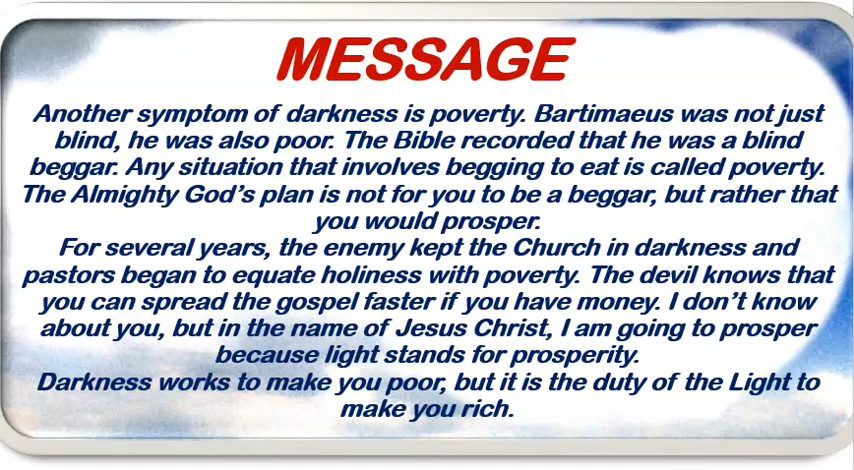 MESSAGE
Another symptom of darkness is poverty. Bartimaeus was not just
blind, he was also poor. The Bible recorded that he was a blind
beggar. Any situation that involves begging to eat is called poverty.
The Almighty God's plan is not for you to be a beggar, but rather that
you would prosper.
For several years, the enemy kept the Church in darkness and
pastors began to equate holiness with poverty. The devil knows that
you can spread the gospel faster if you have money. I don't know
about you, but in the name of Jesus Christ, I am going to prosper
because light stands for prosperity.
Darkness works to make you poor, but it is the duty of the Light to
make you rich.